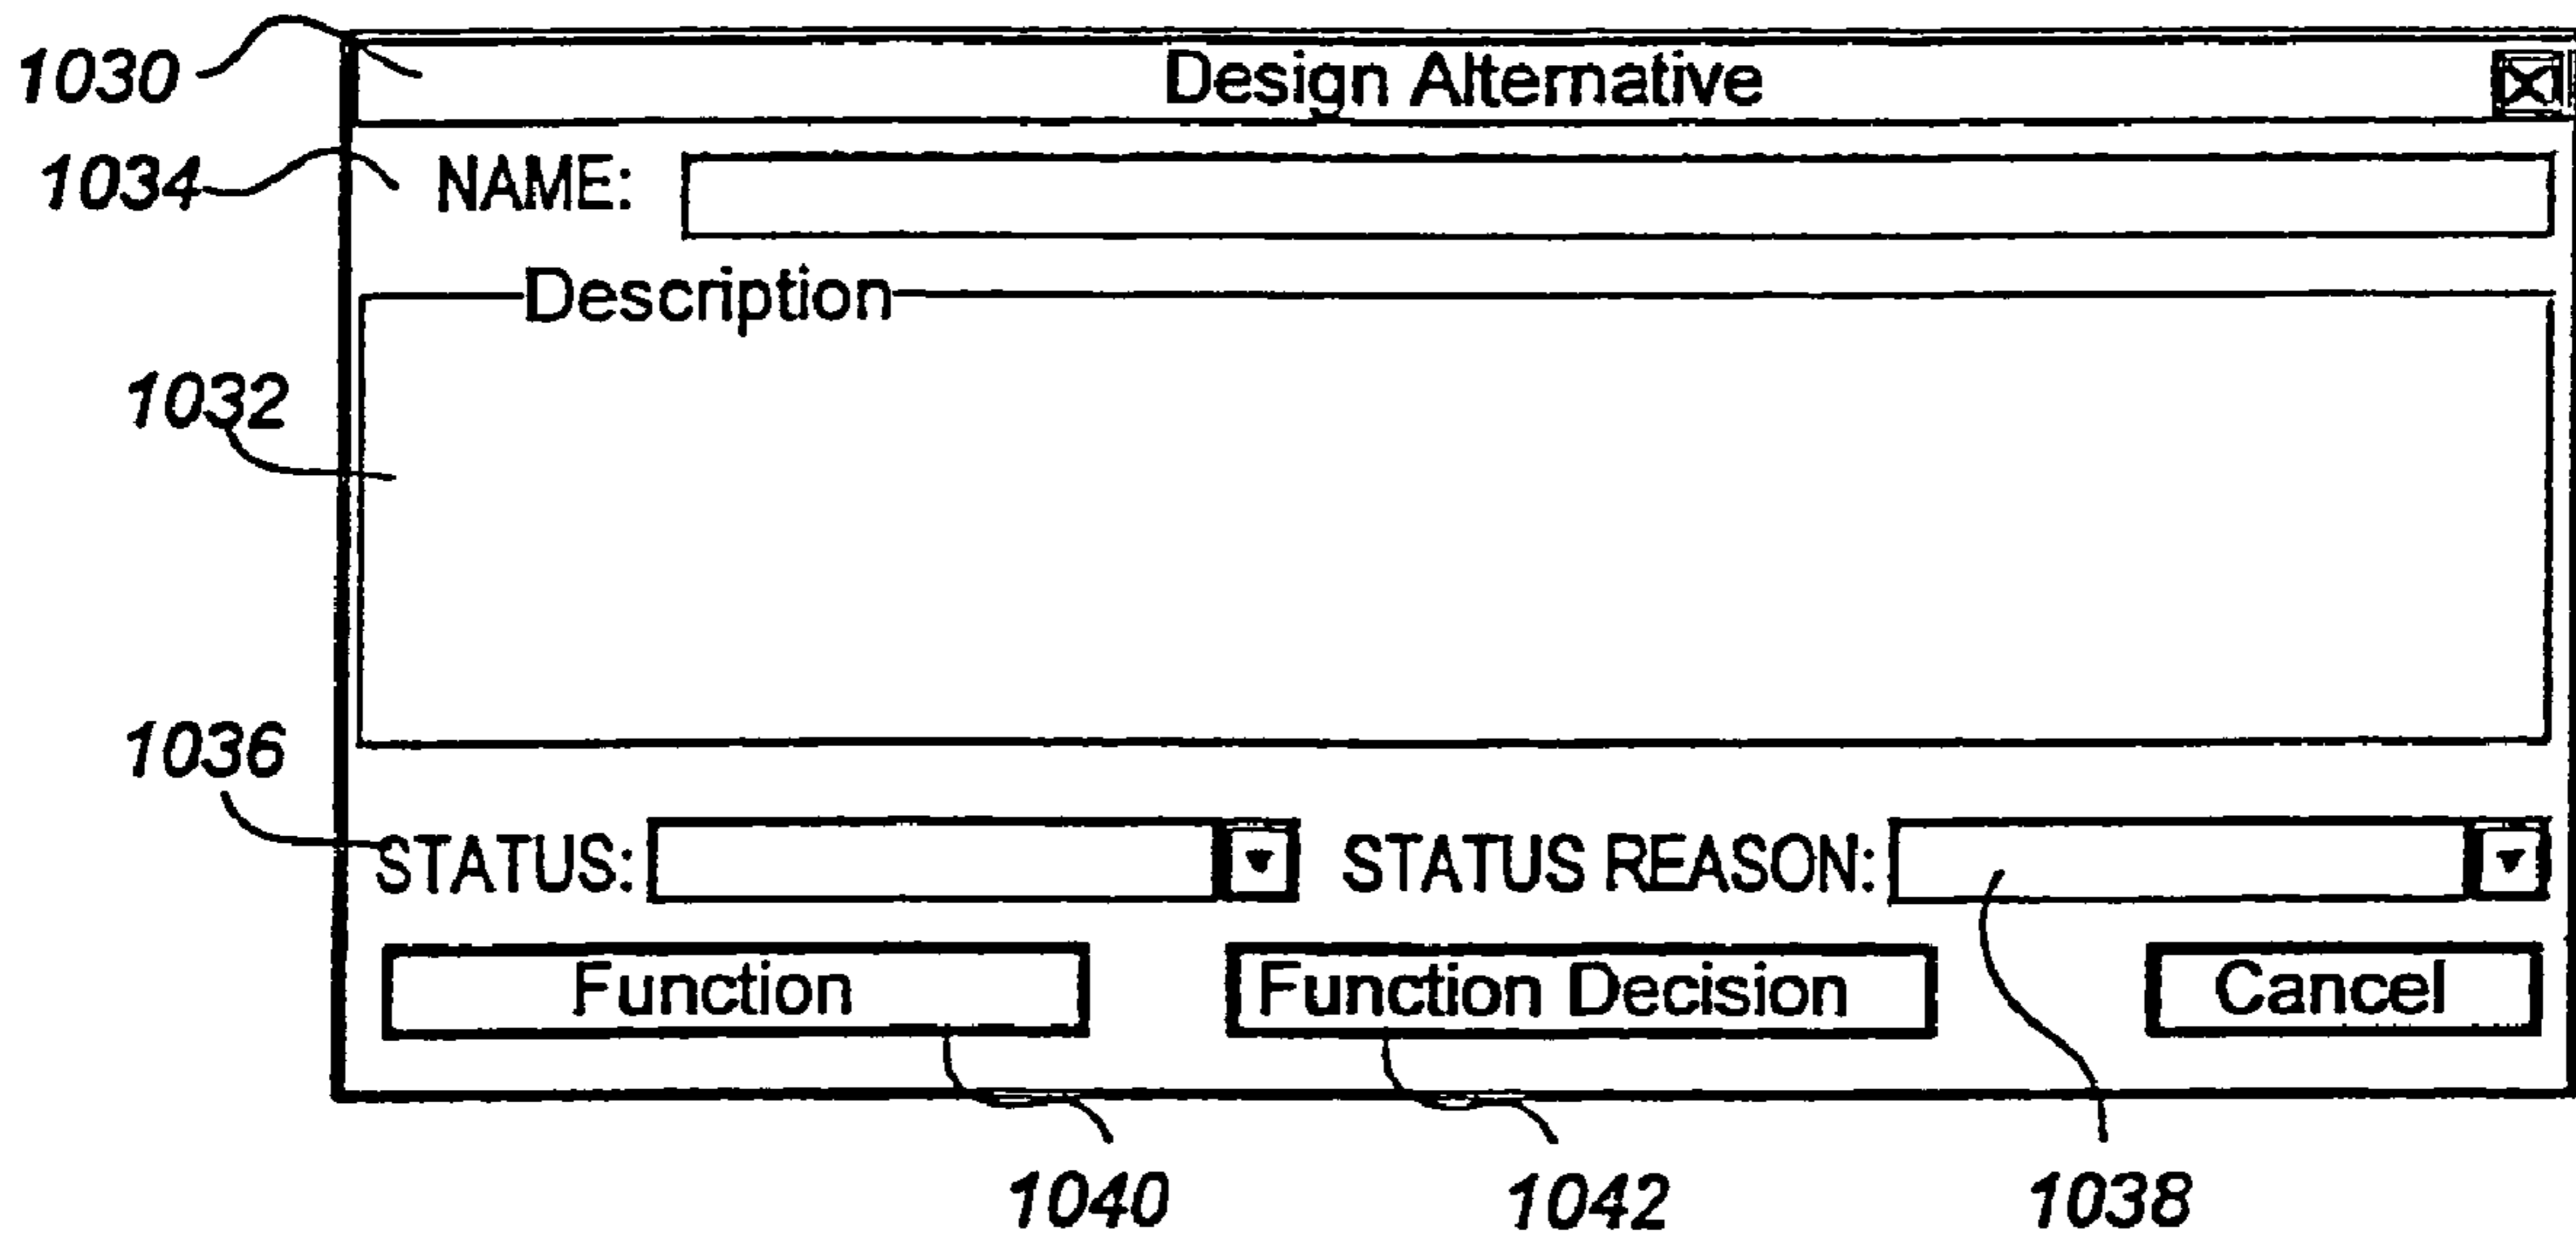 1030 Design Alternative
1034 NAME:
Description
1032
1036
STATUS: STATUS REASON:
Function Function Decision Cancel
1040 1042 1038